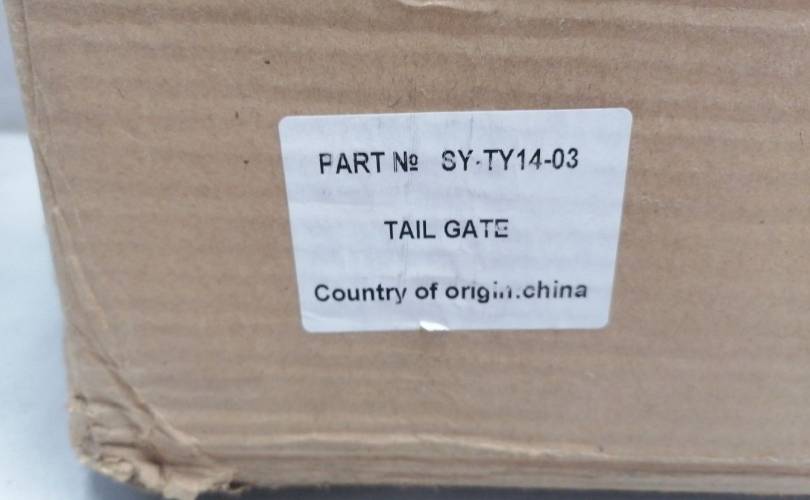 PART № SY-TY14-03
TAIL GATE
Country of origin.china